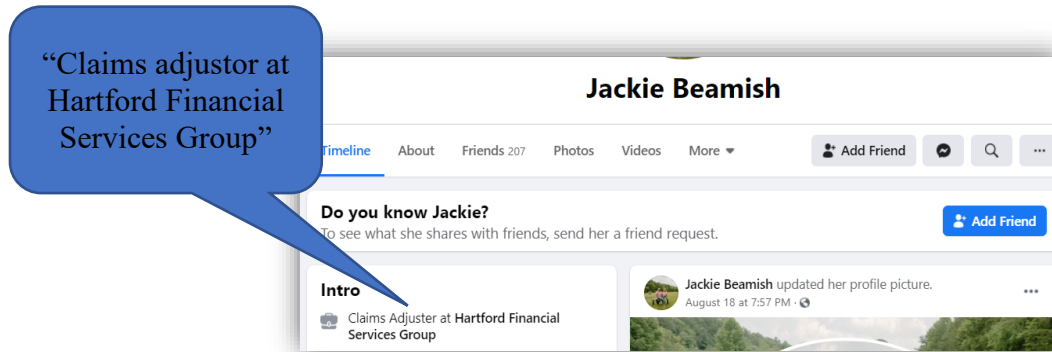 “Claims adjustor at
Hartford Financial
Services Group”
Jackie Beamish
Timeline About Friends 207 Photos Videos More Add Friend
Do you know Jackie?
To see what she shares with friends, send her a friend request.
Add Friend
Intro
Claims Adjuster at Hartford Financial
Services Group
Jackie Beamish updated her profile picture.
August 18 at 7:57 PM ·